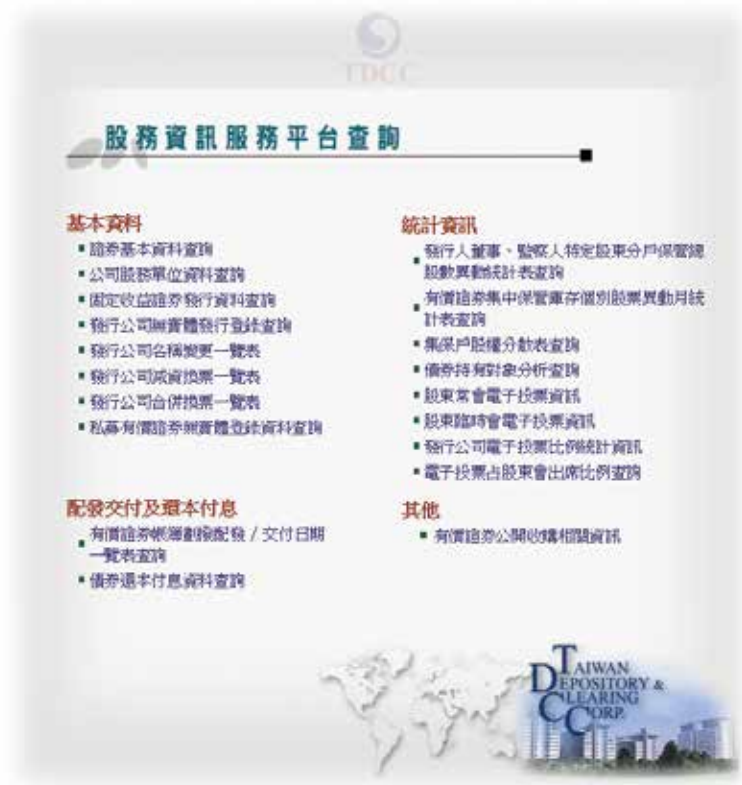 TDCC
股務資訊服務平台查詢
基本資料
證券基本資料查詢
公司股務單位資料查詢
固定收益證券發行資料查詢
發行公司無實體發行登錄查詢
發行公司名稱變更一覽表
發行公司減資換票一覽表
發行公司合併換票一覽表
私募有價證券無實體登錄資料查詢
配發交付及還本付息
有價證券帳簿劃撥配發／交付日期
一覽表查詢
債券還本付息資料查詢
統計資訊
發行人董事、監察人特定股東分戶保管總
股數異動統計表查詢
有價證券集中保管庫存個別股票異動月統
計表查詢
集保戶股權分散表查詢
債券持有對象分析查詢
股東常會電子投票資訊
股東臨時會電子投票資訊
發行公司電子投票比例統計資訊
電子投票占股東會出席比例查詢
其他
有價證券公開收購相關資訊
TAIWAN
DEPOSITORY &
CLEARING
CORP.